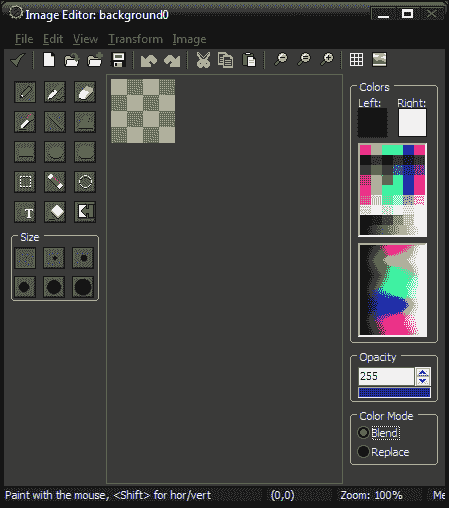 Image Editor: background0
File Edit View Transform Image
Colors
Left: Right:
T
Size
Opacity
255
Color Mode
Blend
Replace
Paint with the mouse, <Shift> for hor/vert (0,0) Zoom: 100% Me